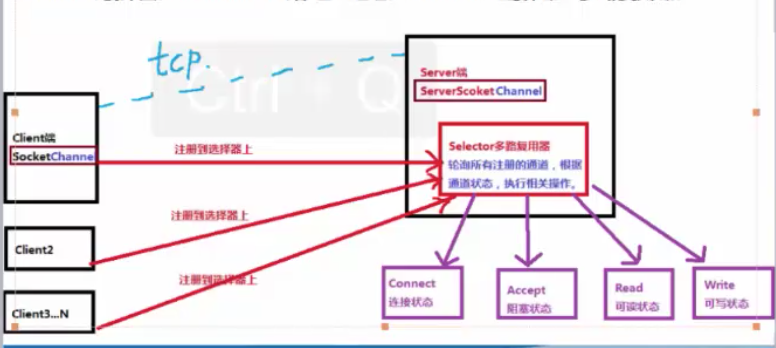 tcp.
Ctrl + Q
Server端
ServerScoketChannel
Client端
SocketChannel
注册到选择器上
Selector多路复用器
轮询所有注册的通道，根据
通道状态，执行相关操作。
注册到选择器上
Client2
注册到选择器上
Client3...N
Connect
连接状态
Accept
阻塞状态
Read
可读状态
Write
可写状态